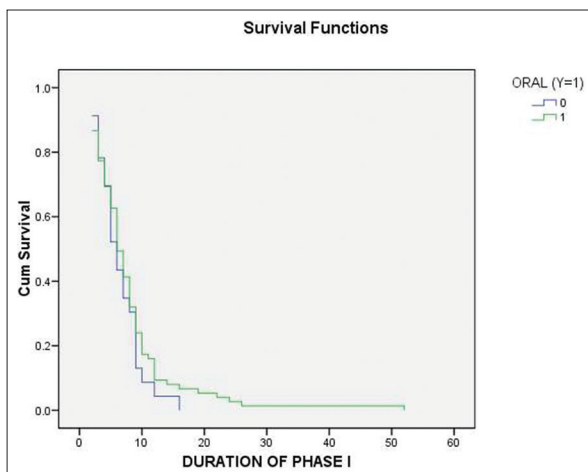 Survival Functions
ORAL (Y=1)
0
1
Cum Survival
1.0
0.8
0.6
0.4
0.2
0.0
0 10 20 30 40 50 60
DURATION OF PHASE I